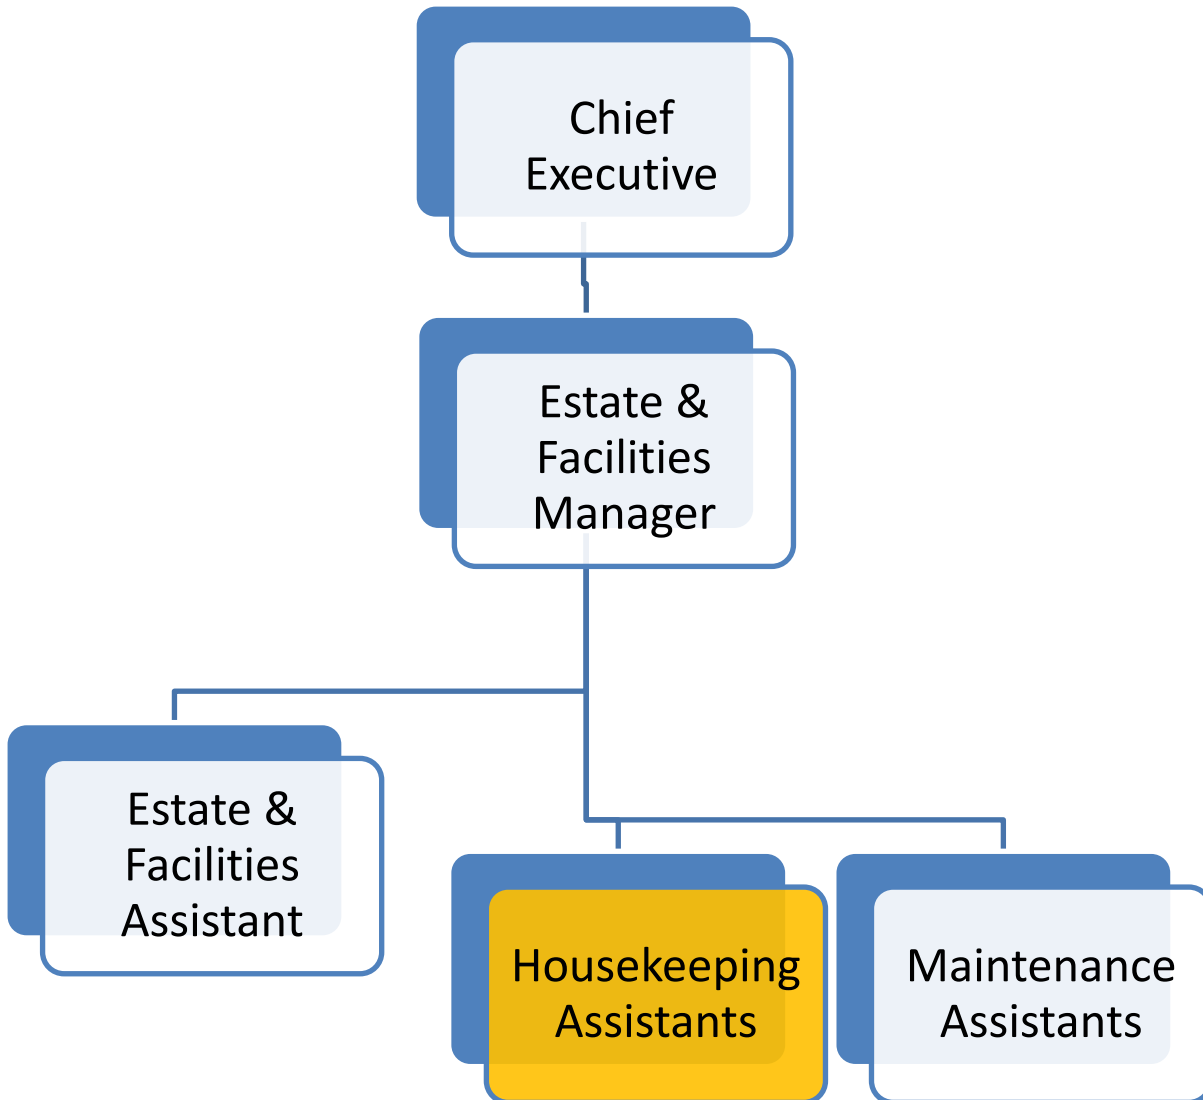 Chief
Executive
Estate &
Facilities
Manager
Estate &
Facilities
Assistant
Housekeeping
Assistants
Maintenance
Assistants